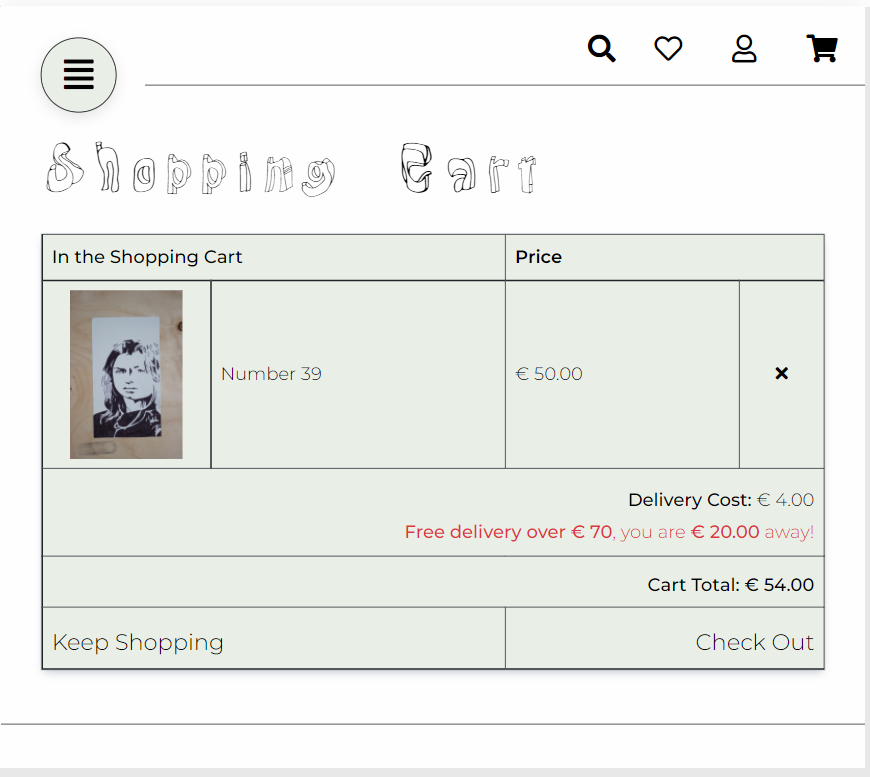 Shopping Cart
In the Shopping Cart
Price
Number 39
€ 50.00
Delivery Cost: € 4.00
Free delivery over € 70, you are € 20.00 away!
Cart Total: € 54.00
Keep Shopping
Check Out